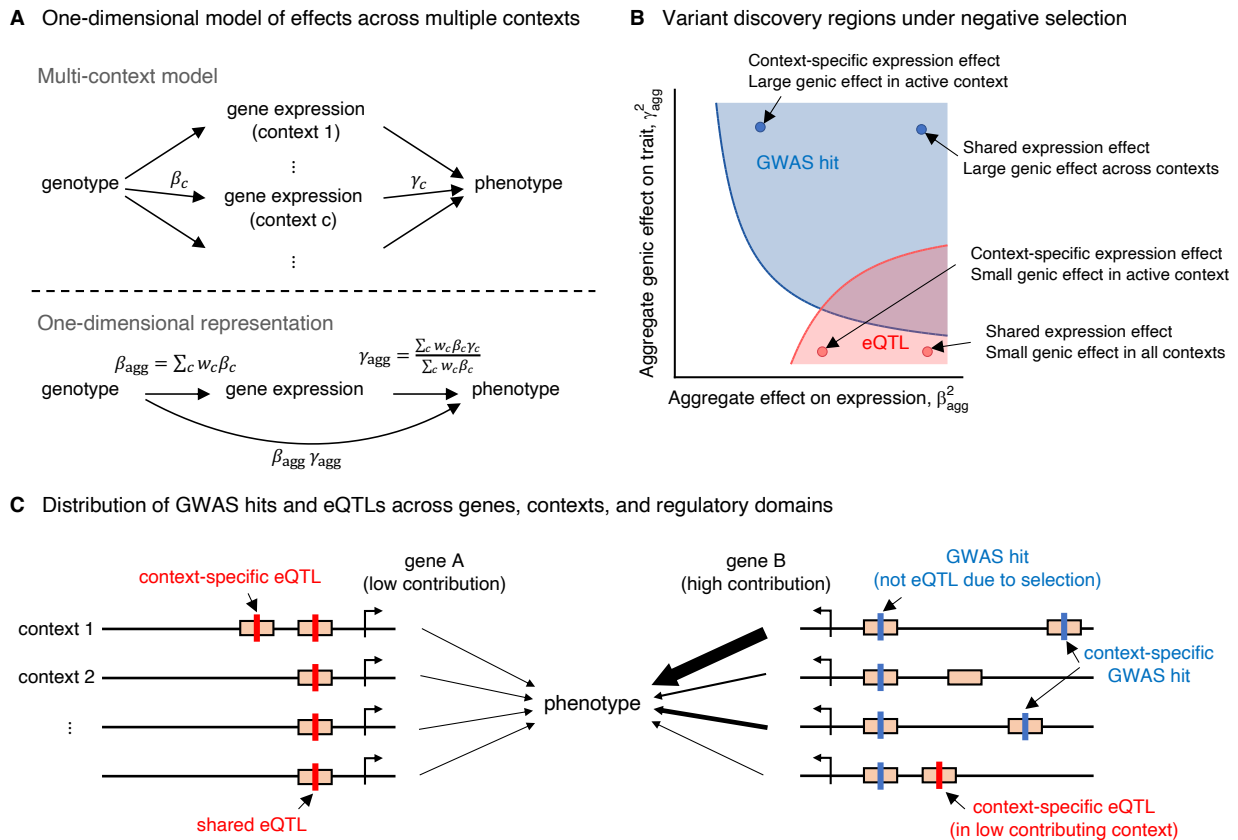 A One-dimensional model of effects across multiple contexts
Multi-context model
gene expression
(context 1)
⋮
genotype
β_c
gene expression
(context c)
γ_c
phenotype
⋮
One-dimensional representation
β_agg = ∑_c w_c β_c
γ_agg = ∑_c w_c β_c γ_c / ∑_c w_c β_c
genotype
gene expression
phenotype
β_agg γ_agg
B Variant discovery regions under negative selection
Context-specific expression effect
Large genic effect in active context
Shared expression effect
Large genic effect across contexts
GWAS hit
Context-specific expression effect
Small genic effect in active context
eQTL
Shared expression effect
Small genic effect in all contexts
Aggregate genic effect on trait, γ²_agg
Aggregate effect on expression, β²_agg
C Distribution of GWAS hits and eQTLs across genes, contexts, and regulatory domains
context-specific eQTL
gene A
(low contribution)
gene B
(high contribution)
GWAS hit
(not eQTL due to selection)
context 1
context 2
⋮
phenotype
context-specific
GWAS hit
shared eQTL
context-specific eQTL
(in low contributing context)